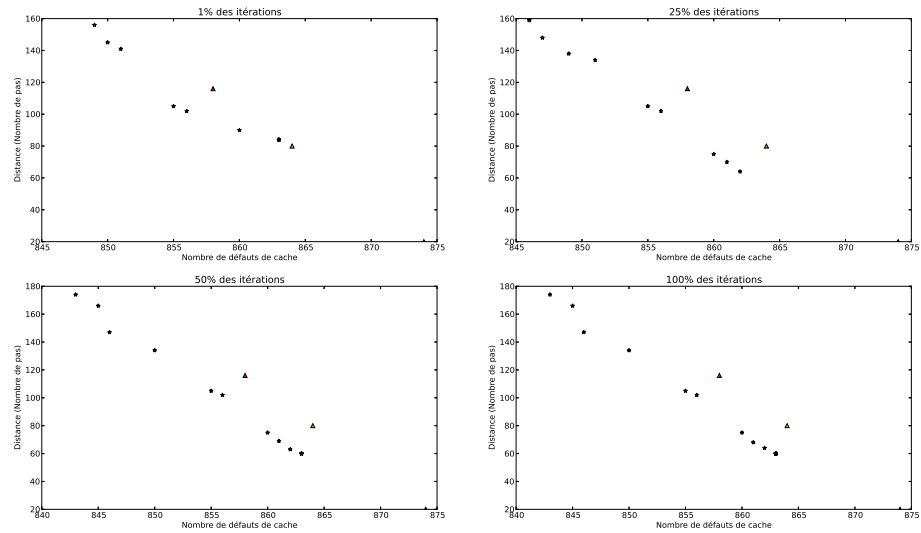 1% des itérations
160
140
120
100
80
60
40
20
845 850 855 860 865 870 875
Distance (Nombre de pas)
Nombre de défauts de cache
25% des itérations
160
140
120
100
80
60
40
20
845 850 855 860 865 870 875
Distance (Nombre de pas)
Nombre de défauts de cache
50% des itérations
180
160
140
120
100
80
60
40
20
840 845 850 855 860 865 870 875
Distance (Nombre de pas)
Nombre de défauts de cache
100% des itérations
180
160
140
120
100
80
60
40
20
840 845 850 855 860 865 870 875
Distance (Nombre de pas)
Nombre de défauts de cache